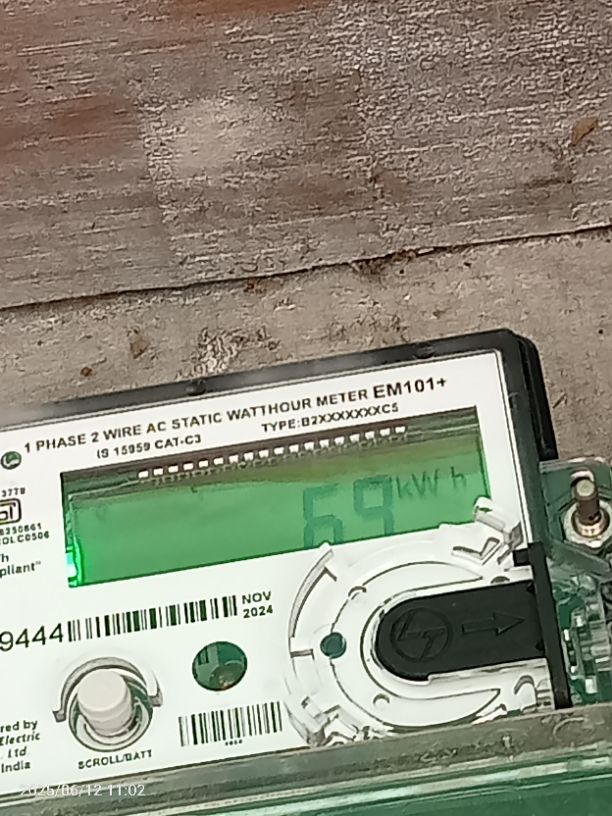 1 PHASE 2 WIRE AC STATIC WATTHOUR METER EM101+
IS 15959 CAT-C3 TYPE:B2XXXXXXXC5
69 kWh
9444
NOV
2024
SCROLL/BATT
India
2025/06/12 11:02